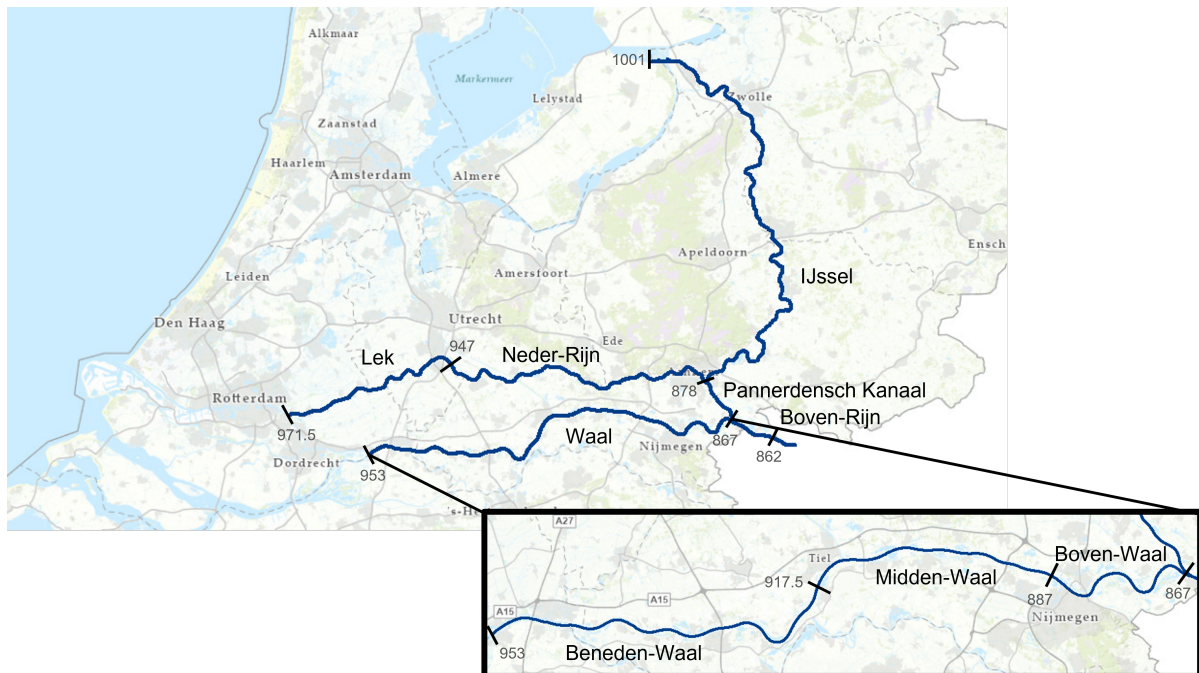 Alkmaar
1001
Markermeer
Lelystad
Zwolle
Zaanstad
Haarlem
Amsterdam
Almere
Apeldoorn
Ensch
Leiden
Amersfoort
IJssel
Den Haag
Utrecht
Ede
947
Lek
Neder-Rijn
878
Pannerdensch Kanaal
Rotterdam
Boven-Rijn
971.5
Waal
867
Nijmegen
862
Dordrecht
953
's-H
A27
Boven-Waal
Tiel
917.5
Midden-Waal
887
867
A15
A15
Nijmegen
953
Beneden-Waal